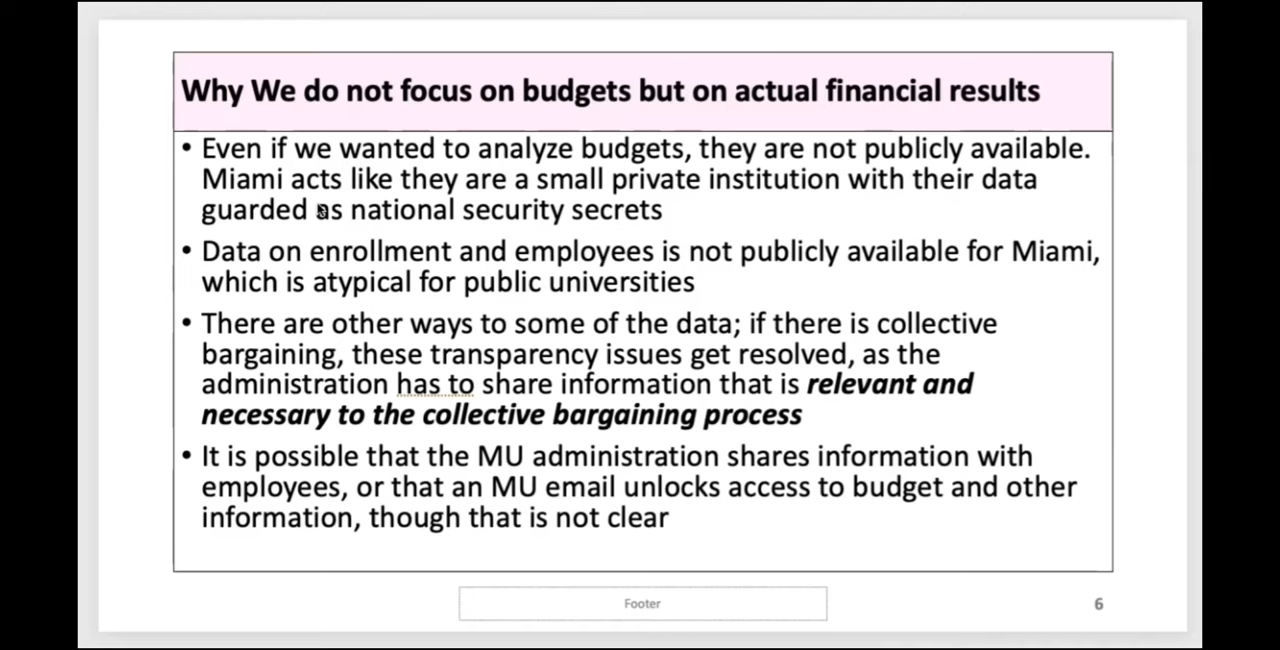 Why We do not focus on budgets but on actual financial results
• Even if we wanted to analyze budgets, they are not publicly available.
Miami acts like they are a small private institution with their data
guarded as national security secrets
• Data on enrollment and employees is not publicly available for Miami,
which is atypical for public universities
• There are other ways to some of the data; if there is collective
bargaining, these transparency issues get resolved, as the
administration has to share information that is relevant and
necessary to the collective bargaining process
• It is possible that the MU administration shares information with
employees, or that an MU email unlocks access to budget and other
information, though that is not clear
Footer
6